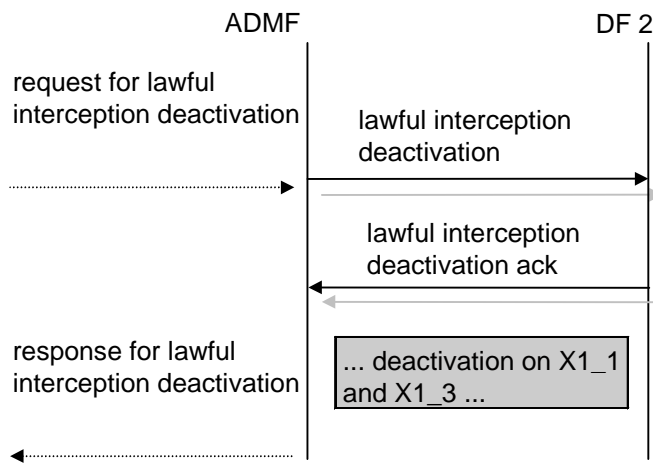 ADMF
DF 2
request for lawful
interception deactivation
lawful interception
deactivation
lawful interception
deactivation ack
response for lawful
interception deactivation
... deactivation on X1_1
and X1_3 ...